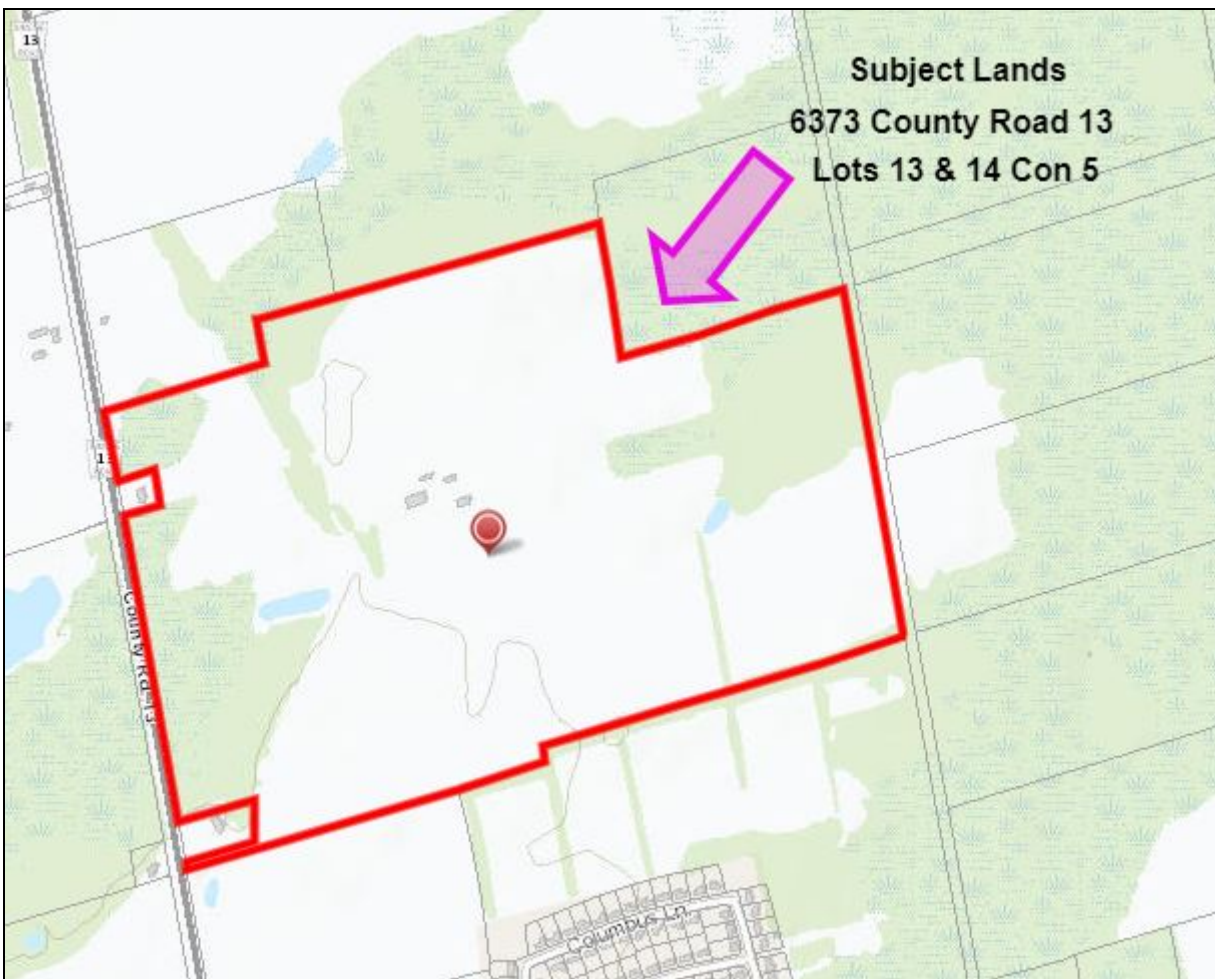 13
Subject Lands
6373 County Road 13
Lots 13 & 14 Con 5
County Rd 13
Columbus Ln